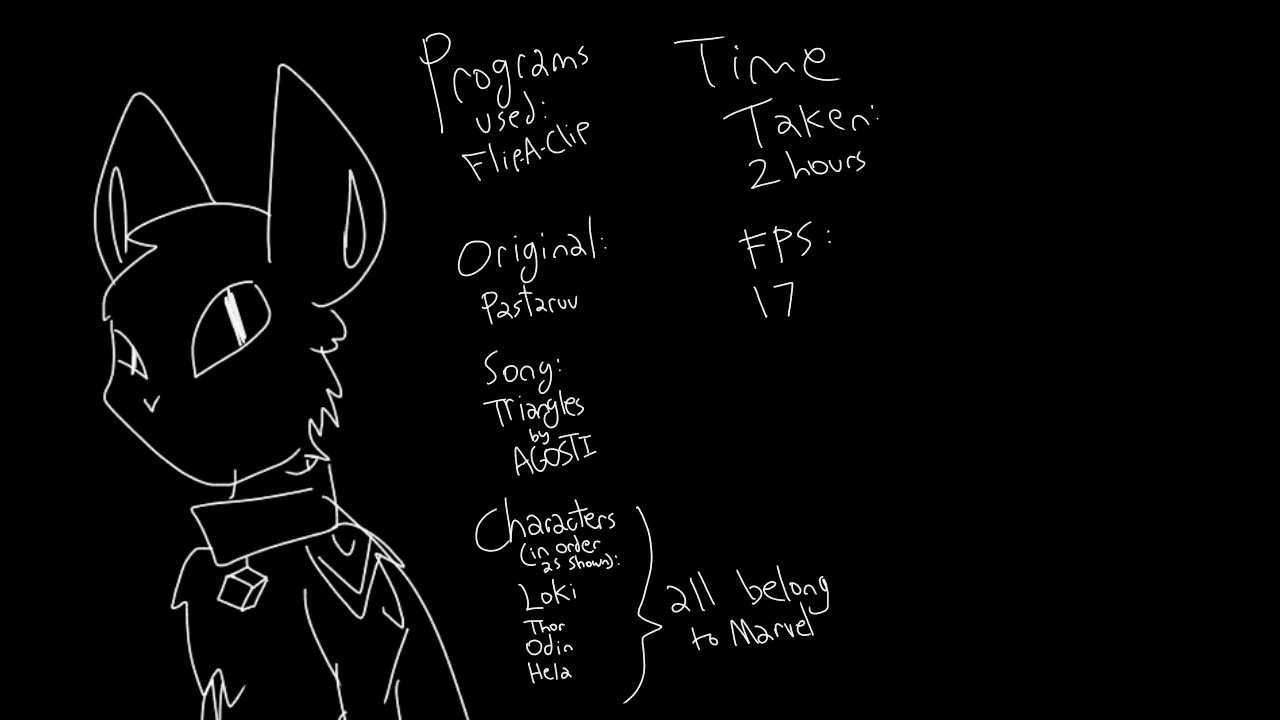 Programs
used:
Flip-A-Clip
Original:
Pastaruu
Song:
Triangles
by
AGOSTI
Characters
(in order
as shown):
Loki
Thor
Odin
Hela
all belong
to Marvel
Time
Taken:
2 hours
FPS:
17